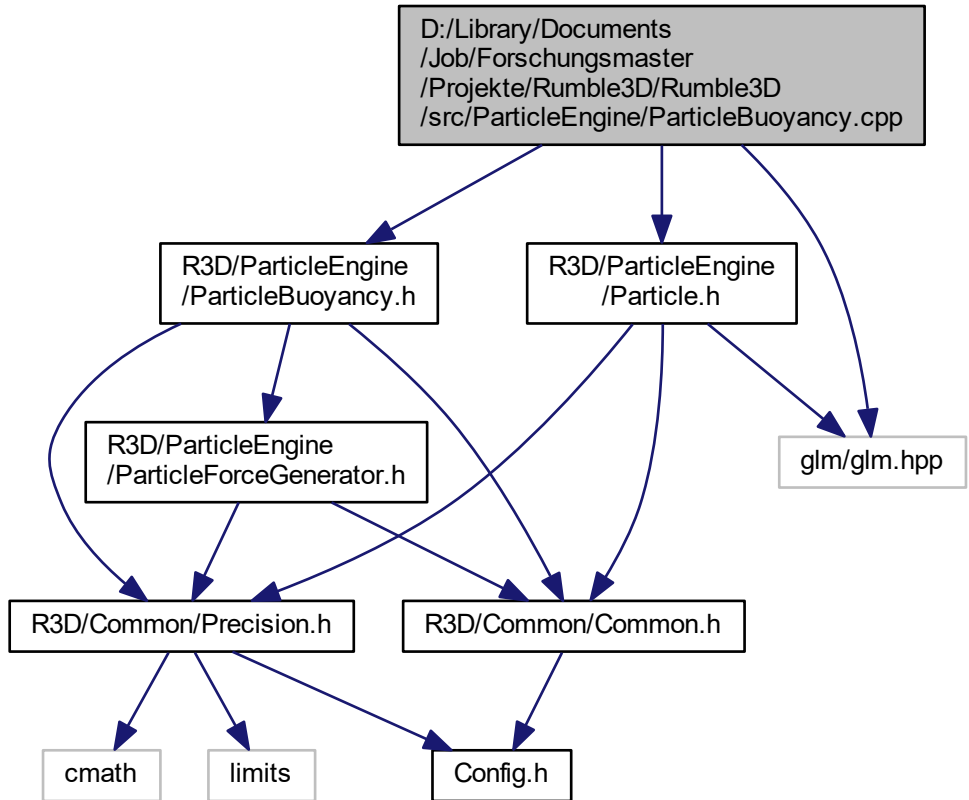 D:/Library/Documents
/Job/Forschungsmaster
/Projekte/Rumble3D/Rumble3D
/src/ParticleEngine/ParticleBuoyancy.cpp
R3D/ParticleEngine
/ParticleBuoyancy.h
R3D/ParticleEngine
/Particle.h
R3D/ParticleEngine
/ParticleForceGenerator.h
glm/glm.hpp
R3D/Common/Precision.h
R3D/Common/Common.h
cmath
limits
Config.h